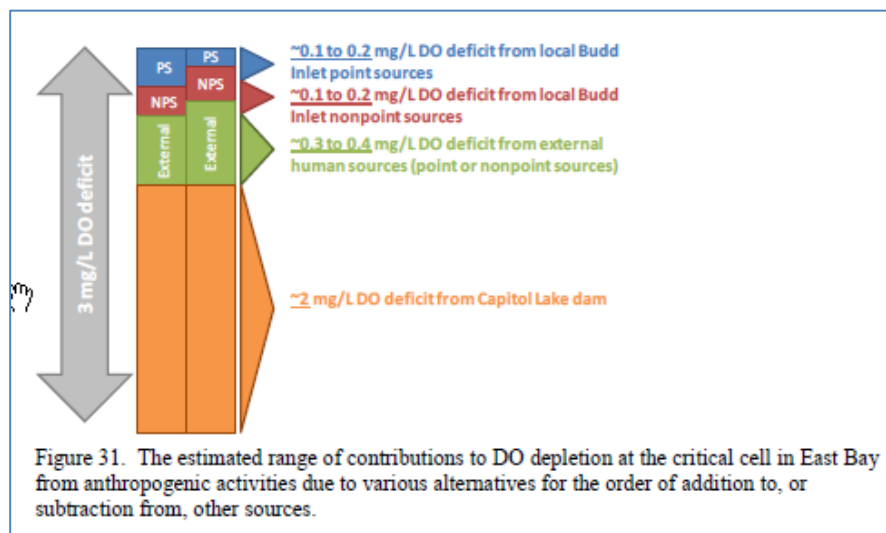 3 mg/L DO deficit
PS
NPS
External
PS
NPS
External
~0.1 to 0.2 mg/L DO deficit from local Budd
Inlet point sources
~0.1 to 0.2 mg/L DO deficit from local Budd
Inlet nonpoint sources
~0.3 to 0.4 mg/L DO deficit from external
human sources (point or nonpoint sources)
~2 mg/L DO deficit from Capitol Lake dam
Figure 31. The estimated range of contributions to DO depletion at the critical cell in East Bay
from anthropogenic activities due to various alternatives for the order of addition to, or
subtraction from, other sources.